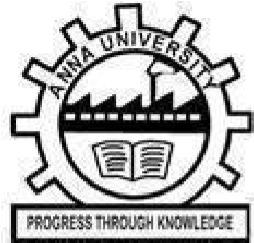 ANNA UNIVERSITY
PROGRESS THROUGH KNOWLEDGE